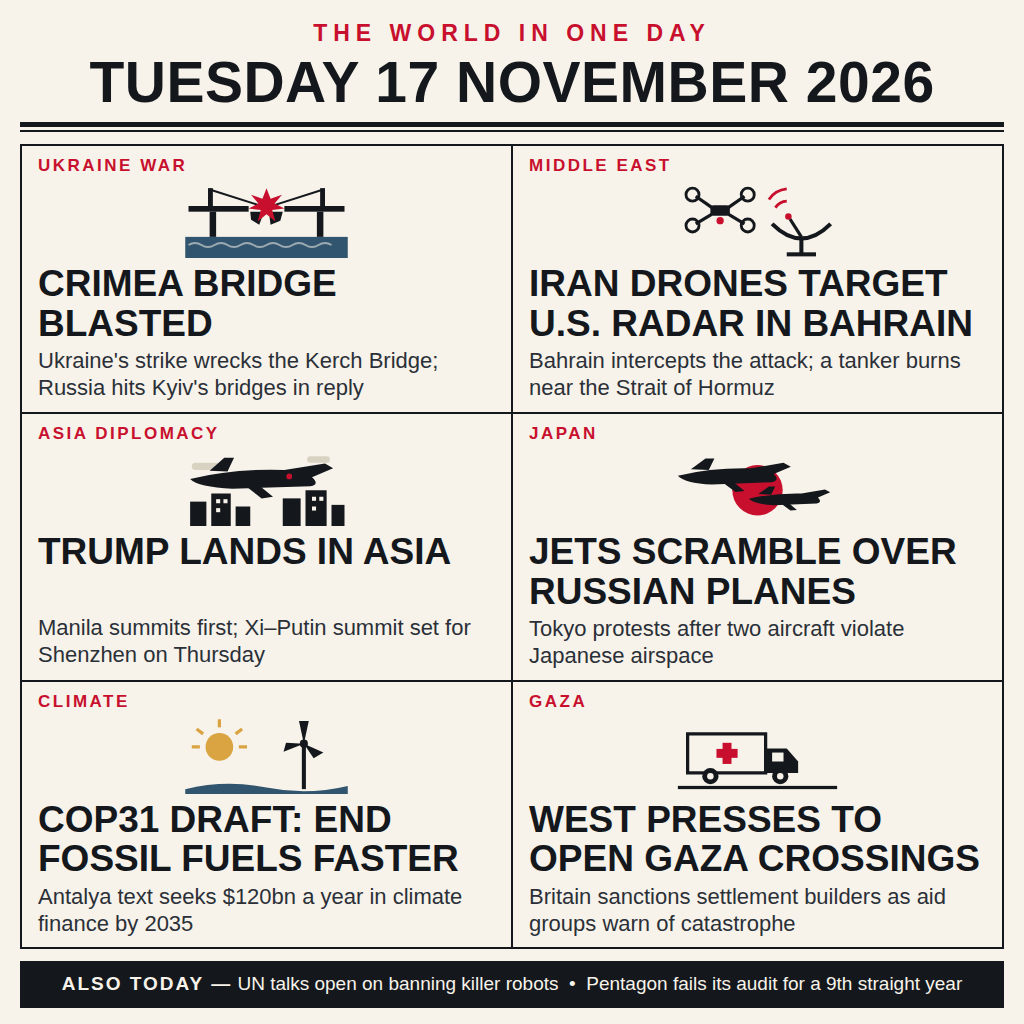 THE WORLD IN ONE DAY
TUESDAY 17 NOVEMBER 2026
UKRAINE WAR
CRIMEA BRIDGE
BLASTED
Ukraine's strike wrecks the Kerch Bridge;
Russia hits Kyiv's bridges in reply
MIDDLE EAST
IRAN DRONES TARGET
U.S. RADAR IN BAHRAIN
Bahrain intercepts the attack; a tanker burns
near the Strait of Hormuz
ASIA DIPLOMACY
TRUMP LANDS IN ASIA
Manila summits first; Xi–Putin summit set for
Shenzhen on Thursday
JAPAN
JETS SCRAMBLE OVER
RUSSIAN PLANES
Tokyo protests after two aircraft violate
Japanese airspace
CLIMATE
COP31 DRAFT: END
FOSSIL FUELS FASTER
Antalya text seeks $120bn a year in climate
finance by 2035
GAZA
WEST PRESSES TO
OPEN GAZA CROSSINGS
Britain sanctions settlement builders as aid
groups warn of catastrophe
ALSO TODAY — UN talks open on banning killer robots • Pentagon fails its audit for a 9th straight year